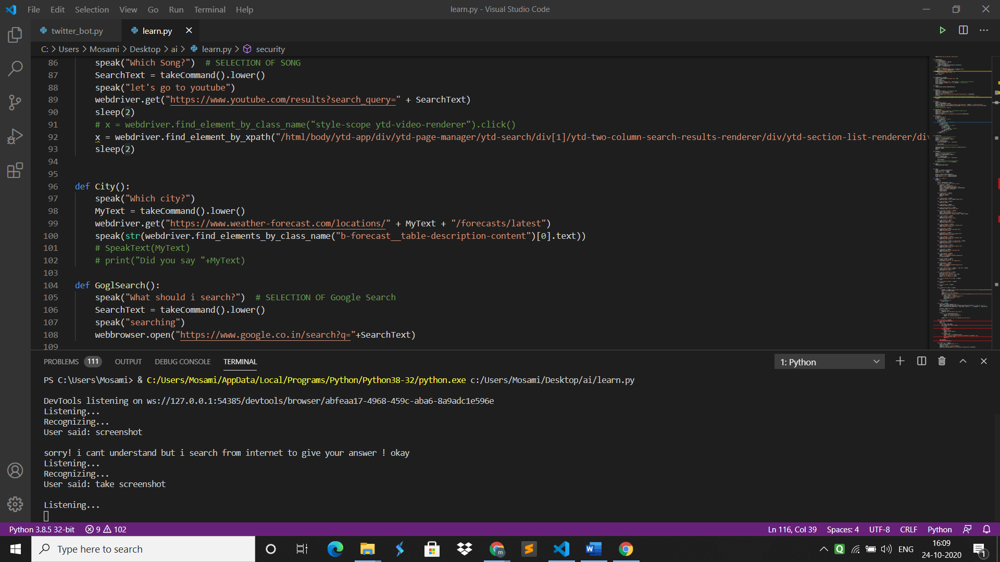 File Edit Selection View Go Run Terminal Help
learn.py - Visual Studio Code
twitter_bot.py
learn.py
C: > Users > Mosami > Desktop > ai > learn.py > security
86 speak("Which Song?")  # SELECTION OF SONG
87 SearchText = takeCommand().lower()
88 speak("let's go to youtube")
89 webdriver.get("https://www.youtube.com/results?search_query=" + SearchText)
90 sleep(2)
91 # x = webdriver.find_element_by_class_name("style-scope ytd-video-renderer").click()
92 x = webdriver.find_element_by_xpath("/html/body/ytd-app/div/ytd-page-manager/ytd-search/div[1]/ytd-two-column-search-results-renderer/div/ytd-section-list-renderer/div
93 sleep(2)
94
95
96 def City():
97 speak("Which city?")
98 MyText = takeCommand().lower()
99 webdriver.get("https://www.weather-forecast.com/locations/" + MyText + "/forecasts/latest")
100 speak(str(webdriver.find_elements_by_class_name("b-forecast__table-description-content")[0].text))
101 # SpeakText(MyText)
102 # print("Did you say "+MyText)
103
104 def GoglSearch():
105 speak("What should i search?")  # SELECTION OF Google Search
106 SearchText = takeCommand().lower()
107 speak("searching")
108 webbrowser.open("https://www.google.co.in/search?q="+SearchText)
109
PROBLEMS 111 OUTPUT DEBUG CONSOLE TERMINAL
1: Python
PS C:\Users\Mosami> & C:/Users/Mosami/AppData/Local/Programs/Python/Python38-32/python.exe c:/Users/Mosami/Desktop/ai/learn.py
DevTools listening on ws://127.0.0.1:54385/devtools/browser/abfeaa17-4968-459c-aba6-8a9adc1e596e
Listening...
Recognizing...
User said: screenshot
sorry! i cant understand but i search from internet to give your answer ! okay
Listening...
Recognizing...
User said: take screenshot
Listening...
Python 3.8.5 32-bit 9 102
Ln 116, Col 39 Spaces: 4 UTF-8 CRLF Python
Type here to search
ENG
16:09
24-10-2020
1